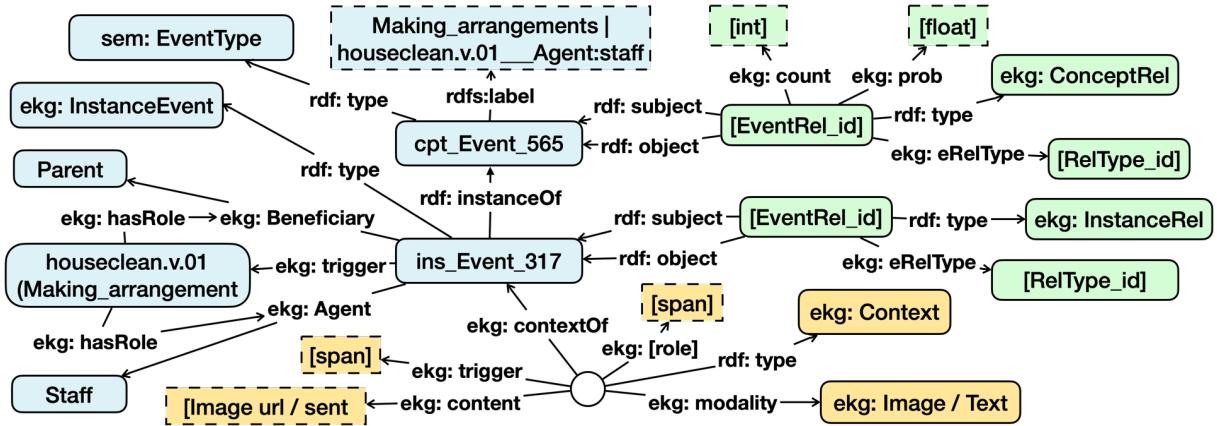 sem: EventType
Making_arrangements |
houseclean.v.01___Agent:staff
[int]
[float]
ekg: InstanceEvent
rdf: type
rdfs:label
ekg: count
ekg: prob
ekg: ConceptRel
rdf: subject
rdf: type
cpt_Event_565
rdf: object
[EventRel_id]
ekg: eRelType
[RelType_id]
Parent
rdf: type
rdf: instanceOf
ekg: hasRole
ekg: Beneficiary
rdf: subject
[EventRel_id]
rdf: type
ekg: InstanceRel
houseclean.v.01
(Making_arrangement
ekg: trigger
ins_Event_317
rdf: object
ekg: eRelType
[RelType_id]
ekg: Agent
ekg: hasRole
ekg: contextOf
[span]
ekg: Context
[span]
ekg: [role]
rdf: type
ekg: trigger
Staff
[Image url / sent
ekg: content
ekg: modality
ekg: Image / Text